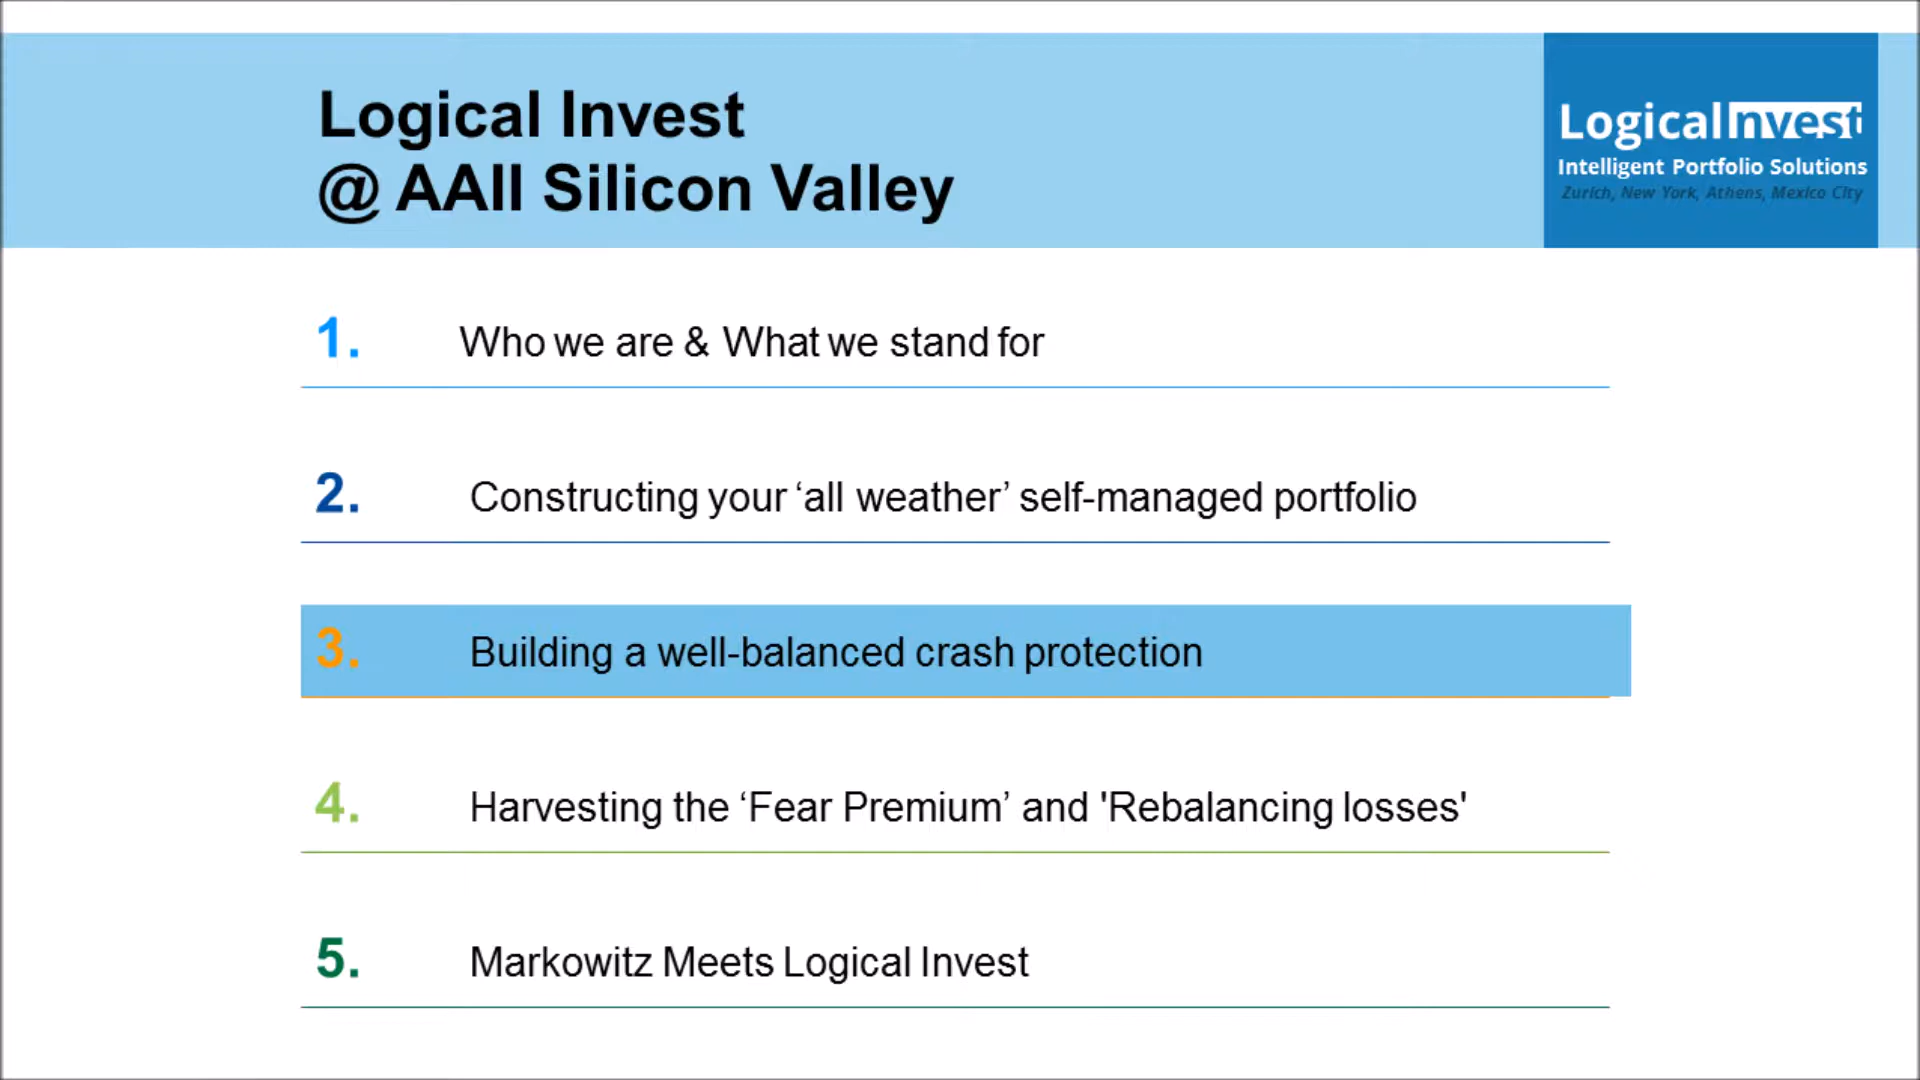 Logical Invest
@ AAII Silicon Valley
LogicalInvest
Intelligent Portfolio Solutions
Zurich, New York, Athens, Mexico City
1. Who we are & What we stand for
2. Constructing your ‘all weather’ self-managed portfolio
3. Building a well-balanced crash protection
4. Harvesting the ‘Fear Premium’ and 'Rebalancing losses'
5. Markowitz Meets Logical Invest